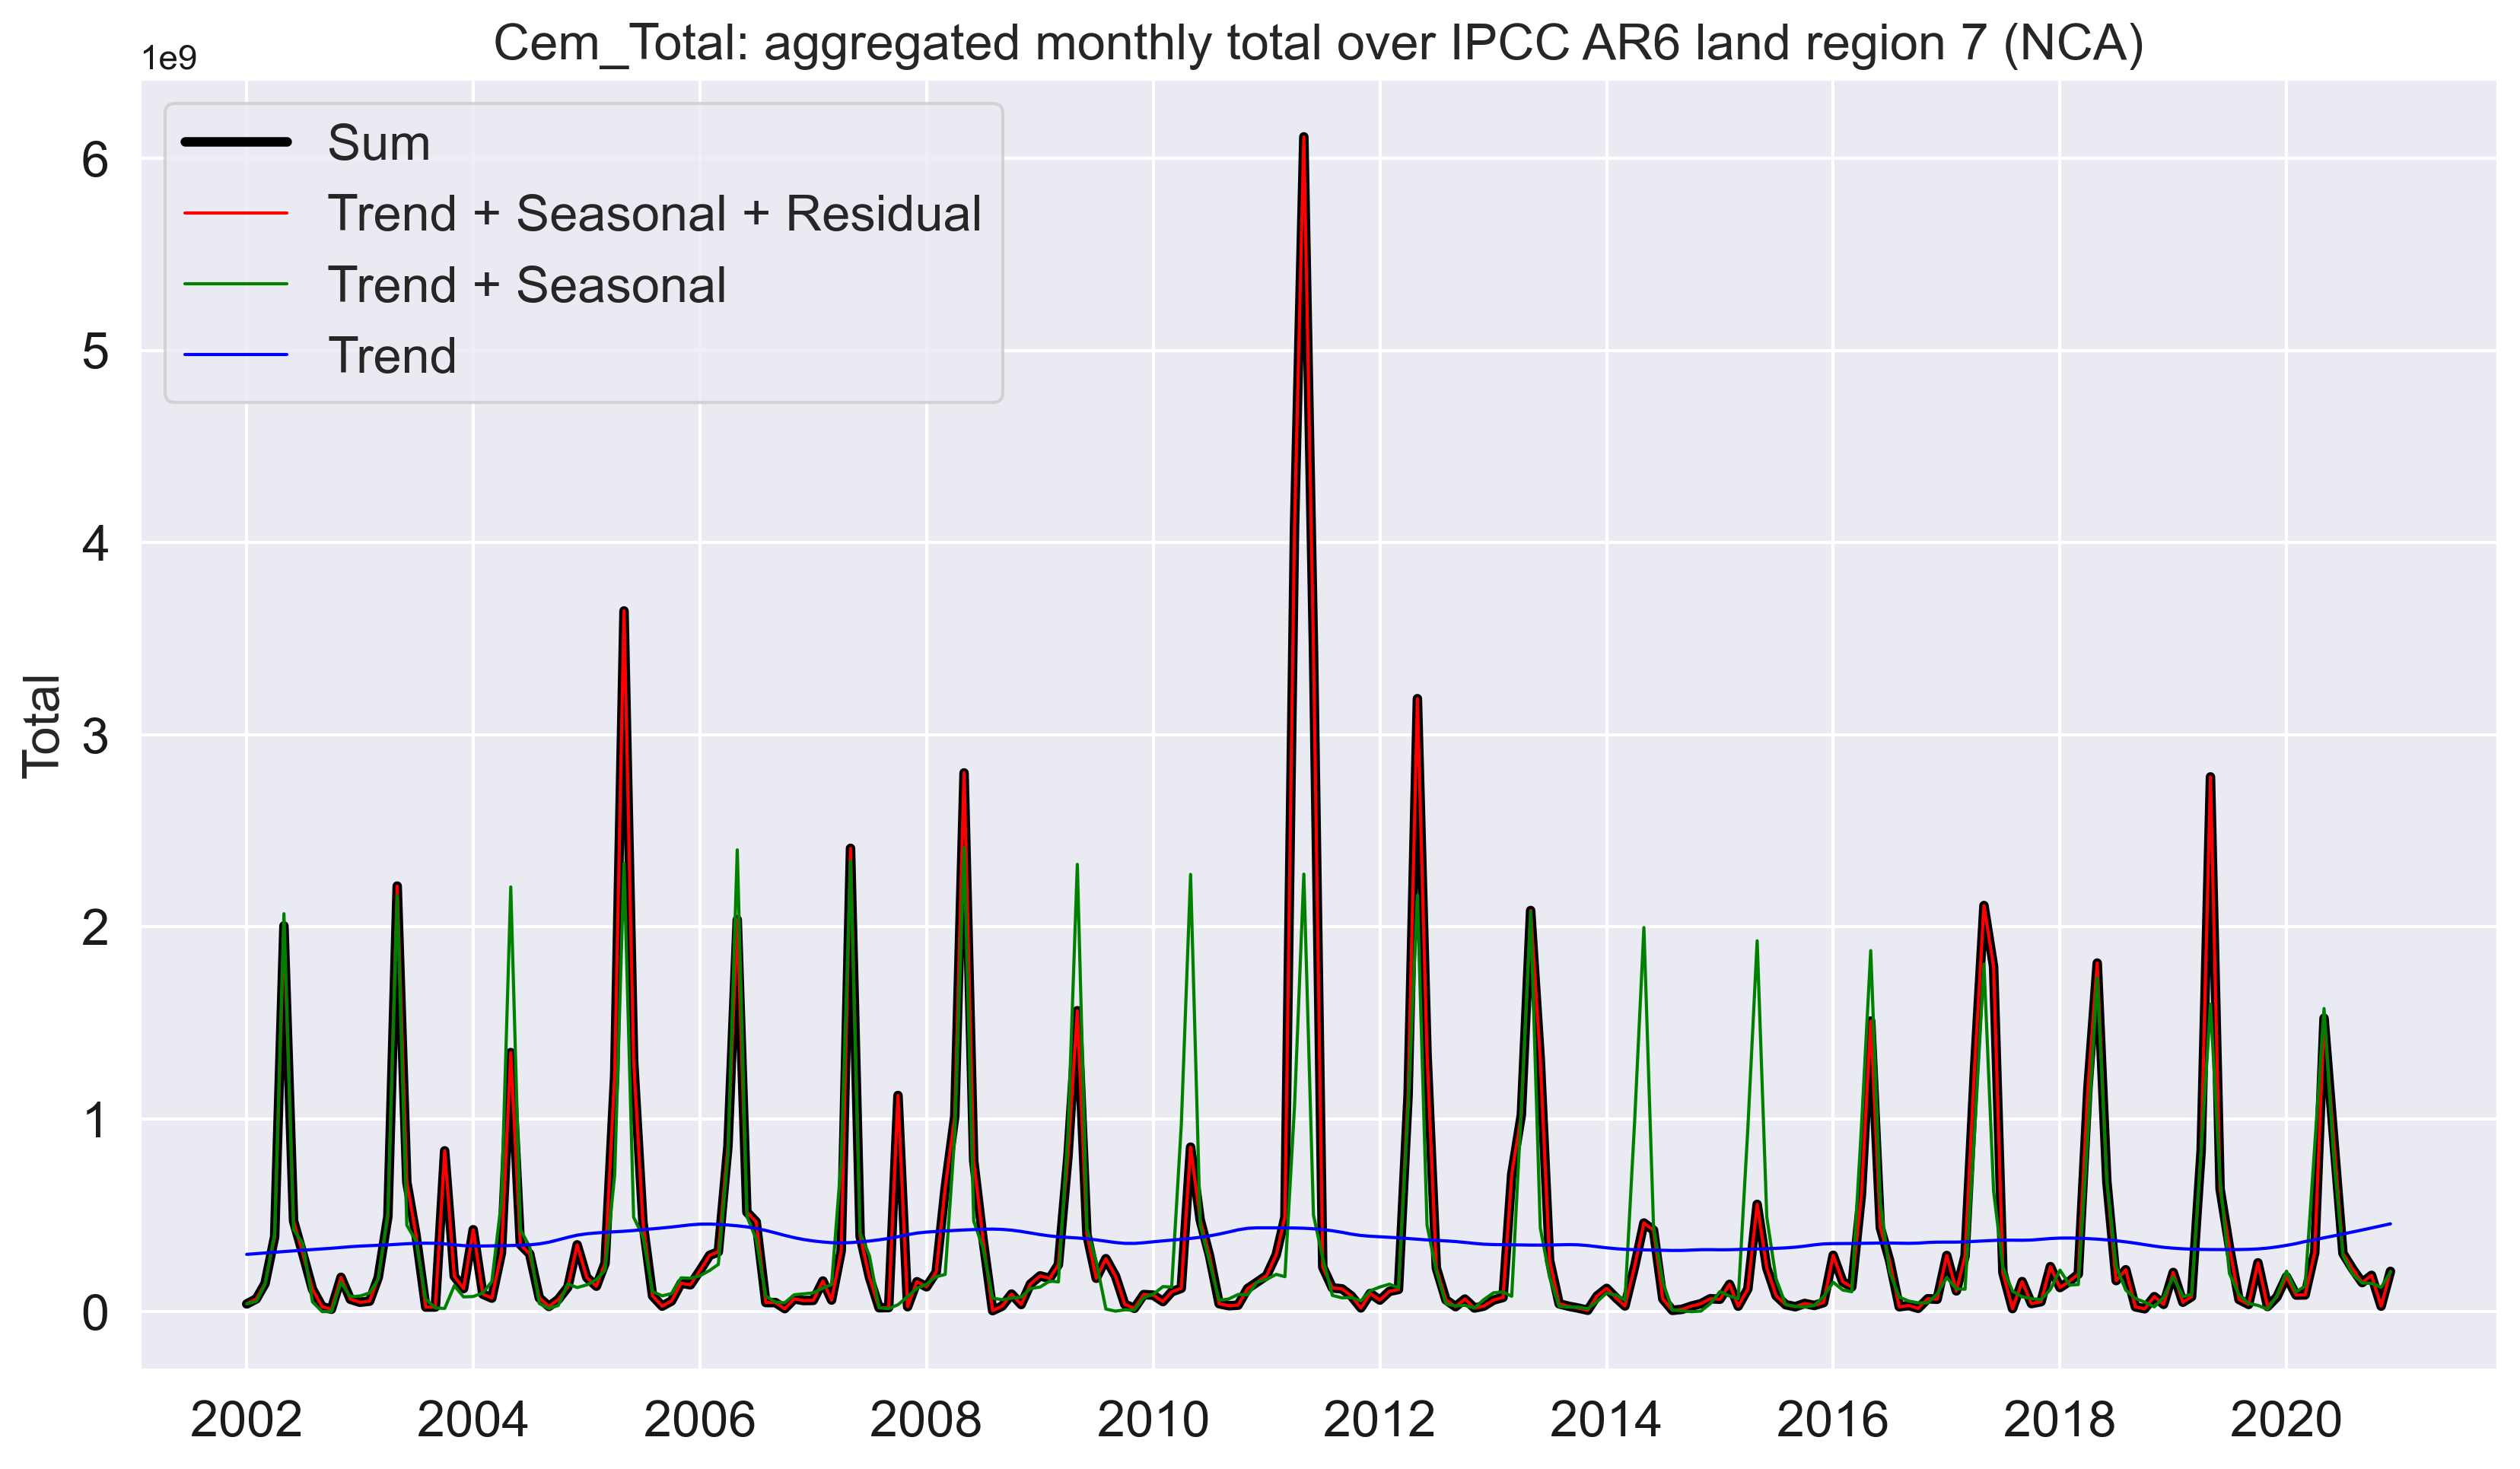 Cem_Total: aggregated monthly total over IPCC AR6 land region 7 (NCA)
1e9
Sum
Trend + Seasonal + Residual
Trend + Seasonal
Trend
6
5
4
3
2
1
0
Total
2002 2004 2006 2008 2010 2012 2014 2016 2018 2020